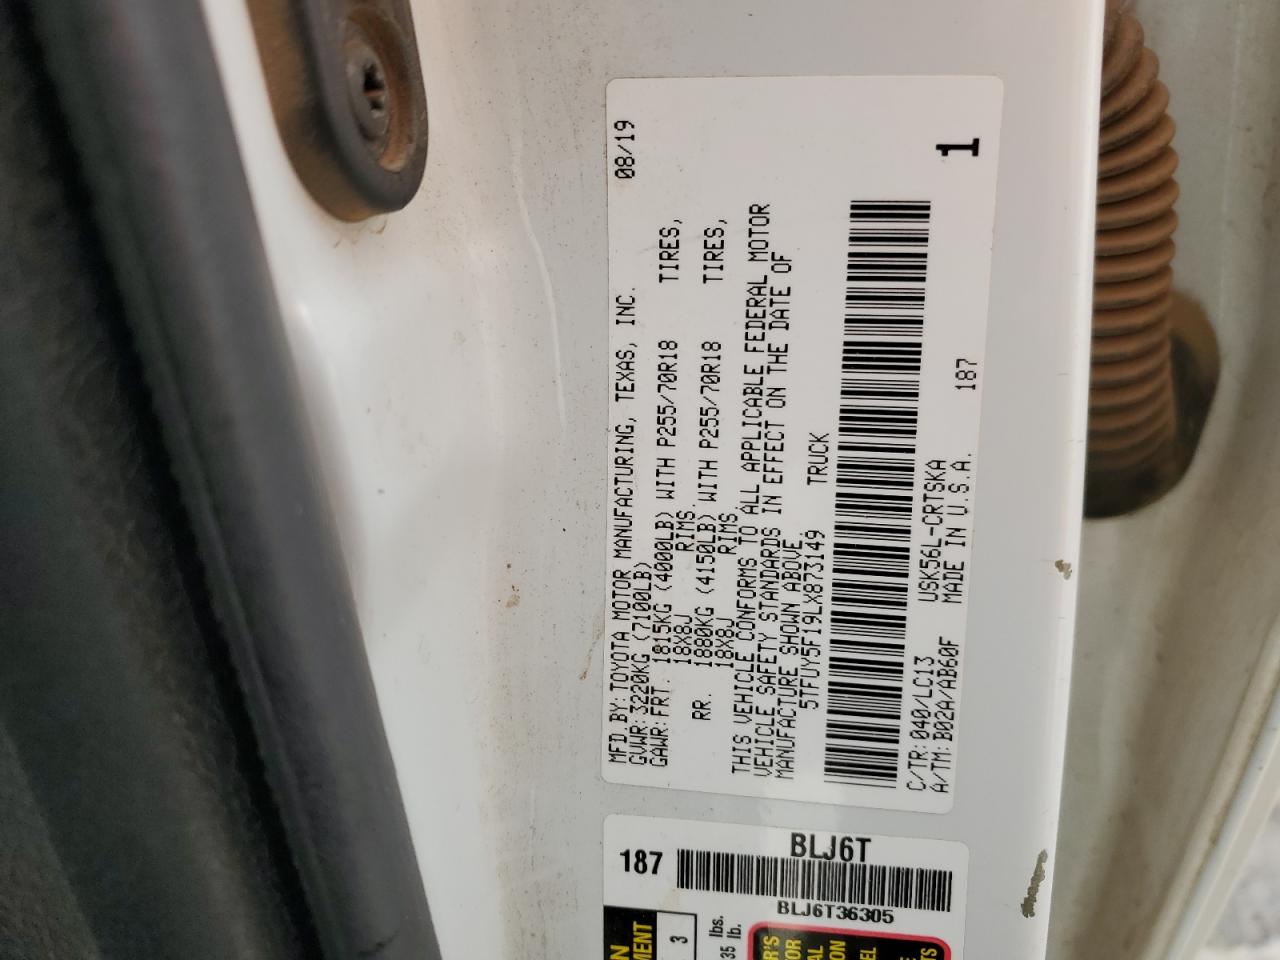 MFD.BY:TOYOTA MOTOR MANUFACTURING, TEXAS, INC. 08/19
GVWR:3220KG (7100LB)
GAWR:FRT. 1815KG (4000LB) WITH P255/70R18 TIRES,
18X8J RIMS.
RR. 1880KG (4150LB) WITH P255/70R18 TIRES,
18X8J RIMS.
THIS VEHICLE CONFORMS TO ALL APPLICABLE FEDERAL MOTOR
VEHICLE SAFETY STANDARDS IN EFFECT ON THE DATE OF
MANUFACTURE SHOWN ABOVE.
5TFUY5F19LX873149 TRUCK
C/TR:040/LC13 USK56L-CRTSKA
A/TM:B02A/AB60F MADE IN U.S.A. 187
1
187
BLJ6T
BLJ6T36305
3
lbs.
35 lb.